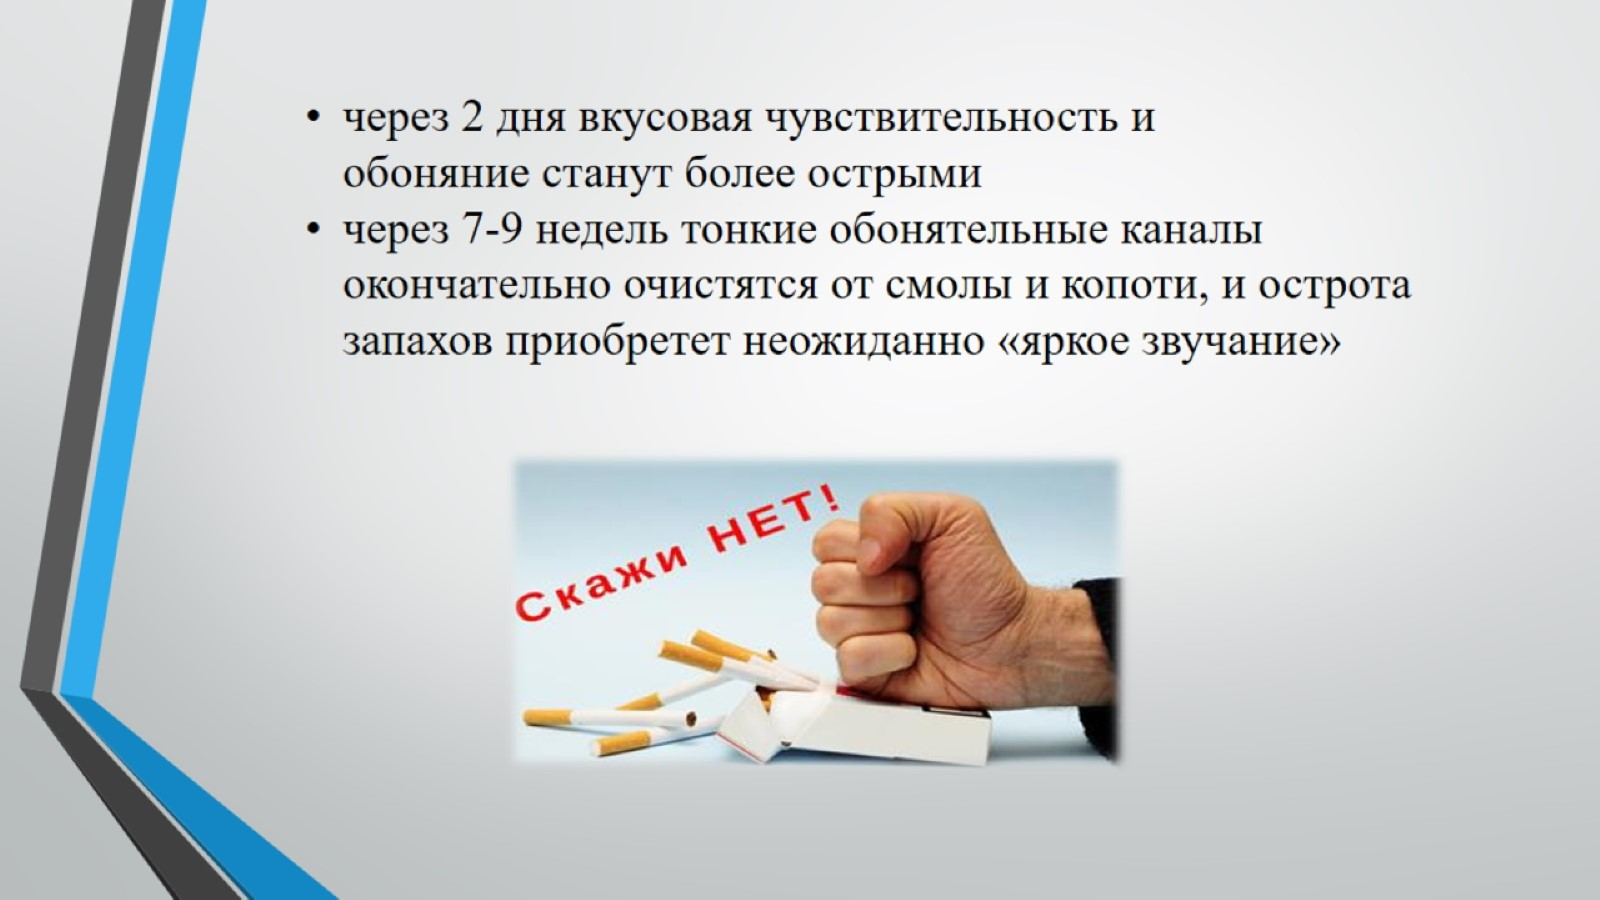 • через 2 дня вкусовая чувствительность и
обоняние станут более острыми
• через 7-9 недель тонкие обонятельные каналы
окончательно очистятся от смолы и копоти, и острота
запахов приобретет неожиданно «яркое звучание»
Скажи НЕТ!